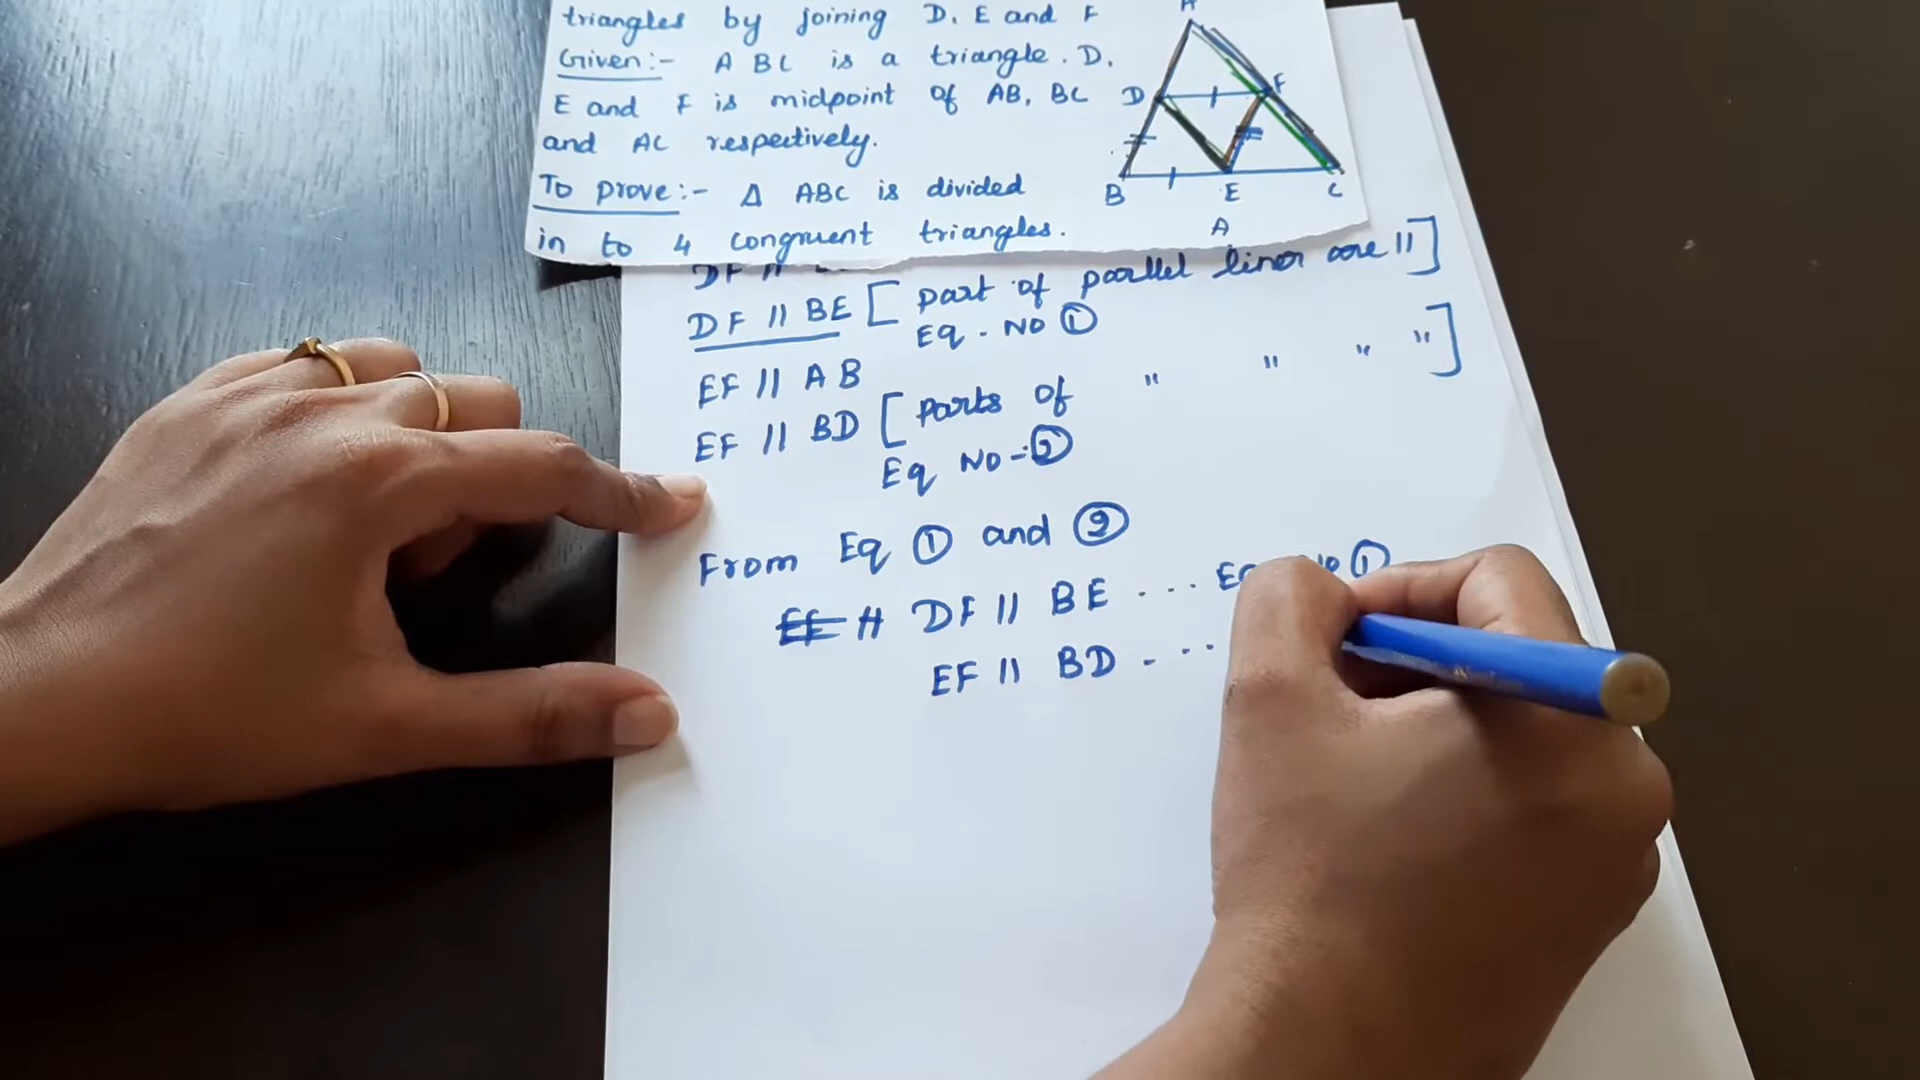 triangles by joining D, E and F
Given :- A BC is a triangle. D,
E and F is midpoint of AB, BC
and AC respectively.
To prove :- Δ ABC is divided
in to 4 congruent triangles.
A
D
F
B
E
C
A
DF ||
DF || BE [ part of parallel lines are || ]
Eq - No ①
EF || AB
EF || BD [ Parts of " " " " ]
Eq No - ②
From Eq ① and ②
DF || BE ... Eq No ①
EF || BD ...